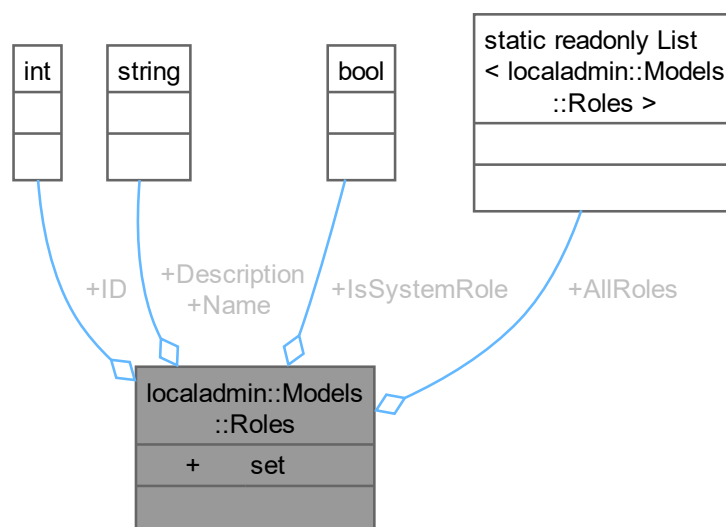 int
string
bool
static readonly List
< localadmin::Models
::Roles >
+ID
+Description
+Name
+IsSystemRole
+AllRoles
localadmin::Models
::Roles
+ set